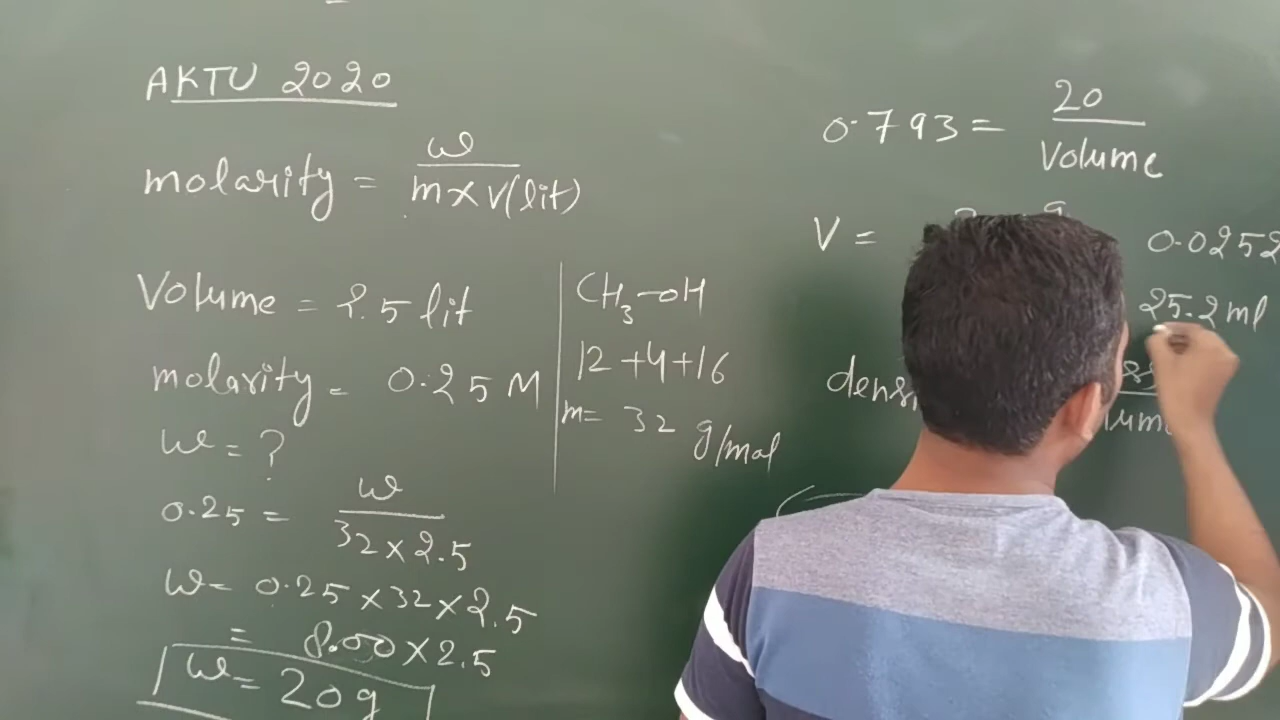 AKTU 2020
molarity = w / m × v(lit)
Volume = 2.5 lit
molarity = 0.25 M
w = ?
0.25 = w / 32 × 2.5
w = 0.25 × 32 × 2.5
= 8.00 × 2.5
w = 20 g
CH3-OH
12 + 4 + 16
m = 32 g/mol
0.793 = 20 / Volume
V =
0.0252
25.2 ml